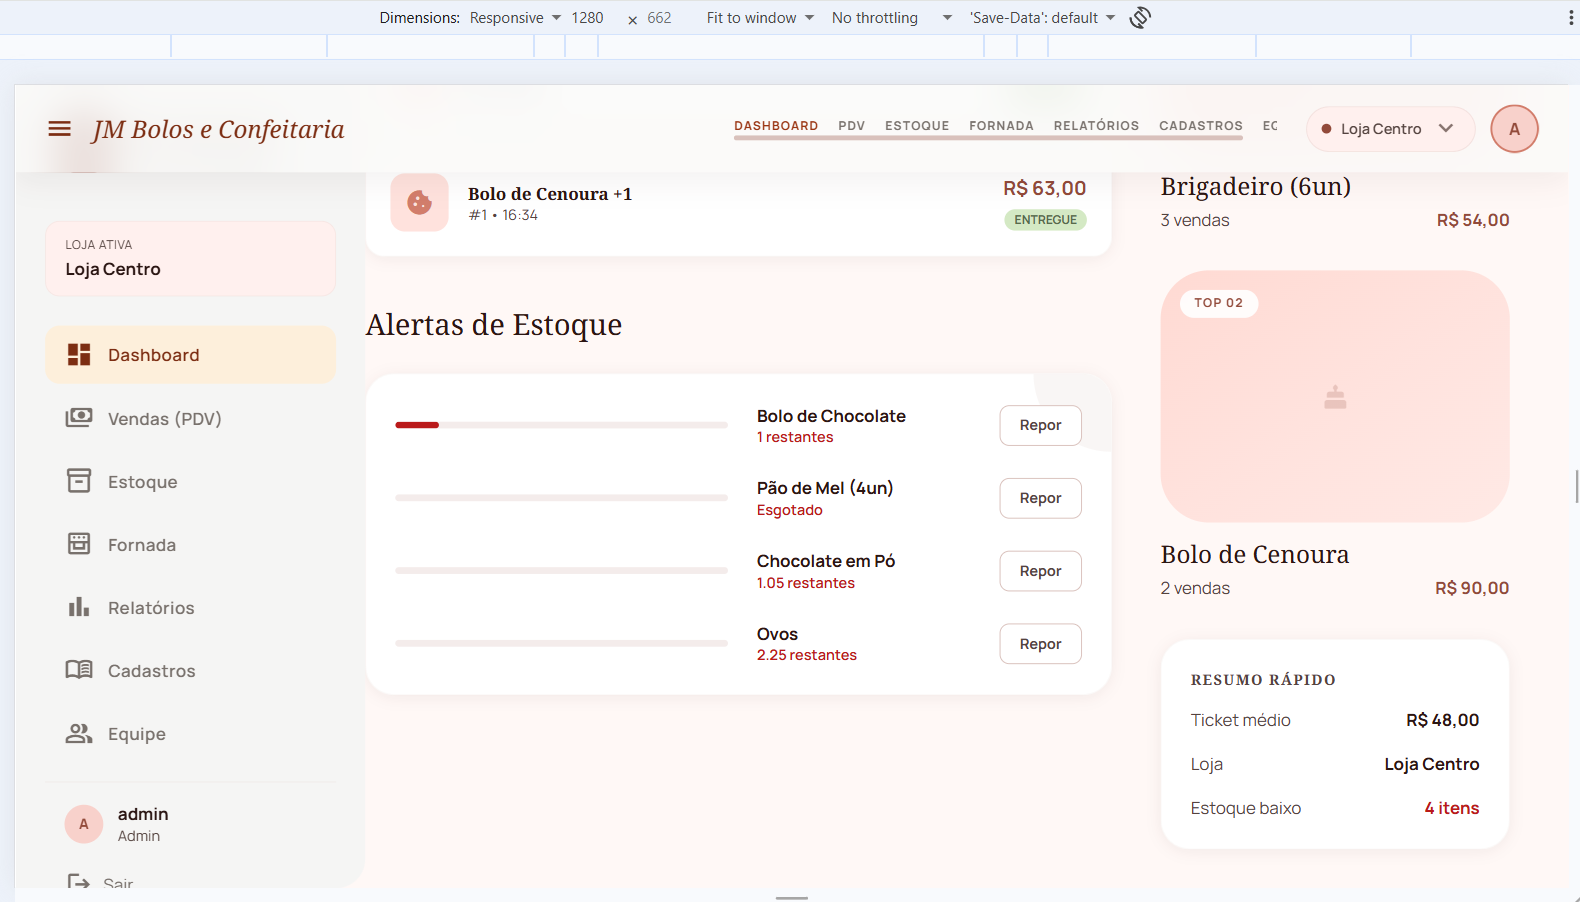 Dimensions: Responsive 1280 × 662 Fit to window No throttling 'Save-Data': default
JM Bolos e Confeitaria
DASHBOARD PDV ESTOQUE FORNADA RELATÓRIOS CADASTROS EQ
Loja Centro
A
LOJA ATIVA
Loja Centro
Dashboard
Vendas (PDV)
Estoque
Fornada
Relatórios
Cadastros
Equipe
A
admin
Admin
Sair
Bolo de Cenoura +1
#1 • 16:34
R$ 63,00
ENTREGUE
Alertas de Estoque
Bolo de Chocolate
1 restantes
Repor
Pão de Mel (4un)
Esgotado
Repor
Chocolate em Pó
1.05 restantes
Repor
Ovos
2.25 restantes
Repor
Brigadeiro (6un)
3 vendas R$ 54,00
TOP 02
Bolo de Cenoura
2 vendas R$ 90,00
RESUMO RÁPIDO
Ticket médio R$ 48,00
Loja Loja Centro
Estoque baixo 4 itens